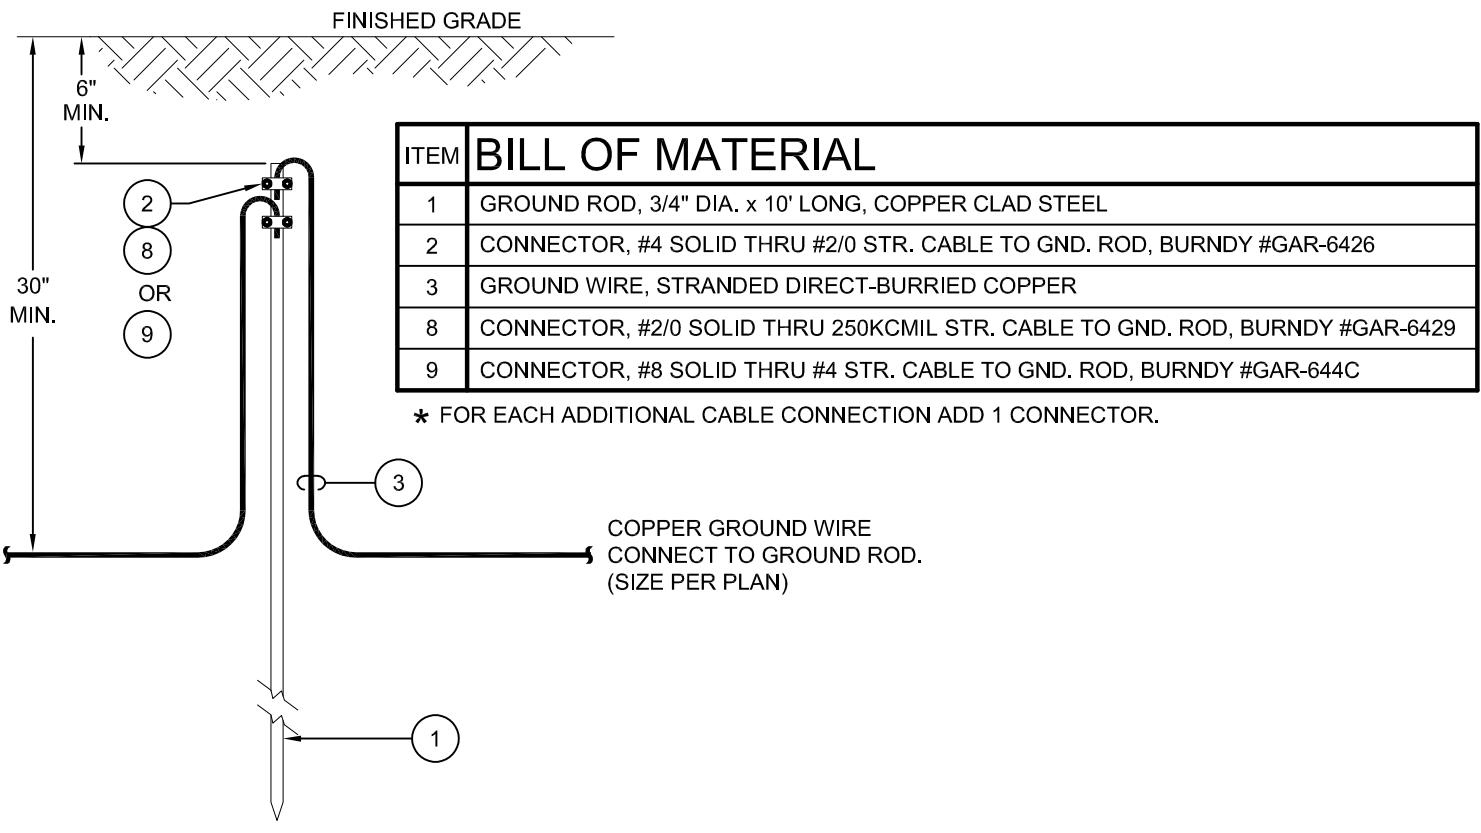 FINISHED GRADE
6"
MIN.
30"
MIN.
2
8
OR
9
ITEM BILL OF MATERIAL
1 GROUND ROD, 3/4" DIA. x 10' LONG, COPPER CLAD STEEL
2 CONNECTOR, #4 SOLID THRU #2/0 STR. CABLE TO GND. ROD, BURNDY #GAR-6426
3 GROUND WIRE, STRANDED DIRECT-BURRIED COPPER
8 CONNECTOR, #2/0 SOLID THRU 250KCMIL STR. CABLE TO GND. ROD, BURNDY #GAR-6429
9 CONNECTOR, #8 SOLID THRU #4 STR. CABLE TO GND. ROD, BURNDY #GAR-644C
* FOR EACH ADDITIONAL CABLE CONNECTION ADD 1 CONNECTOR.
3
COPPER GROUND WIRE
CONNECT TO GROUND ROD.
(SIZE PER PLAN)
1